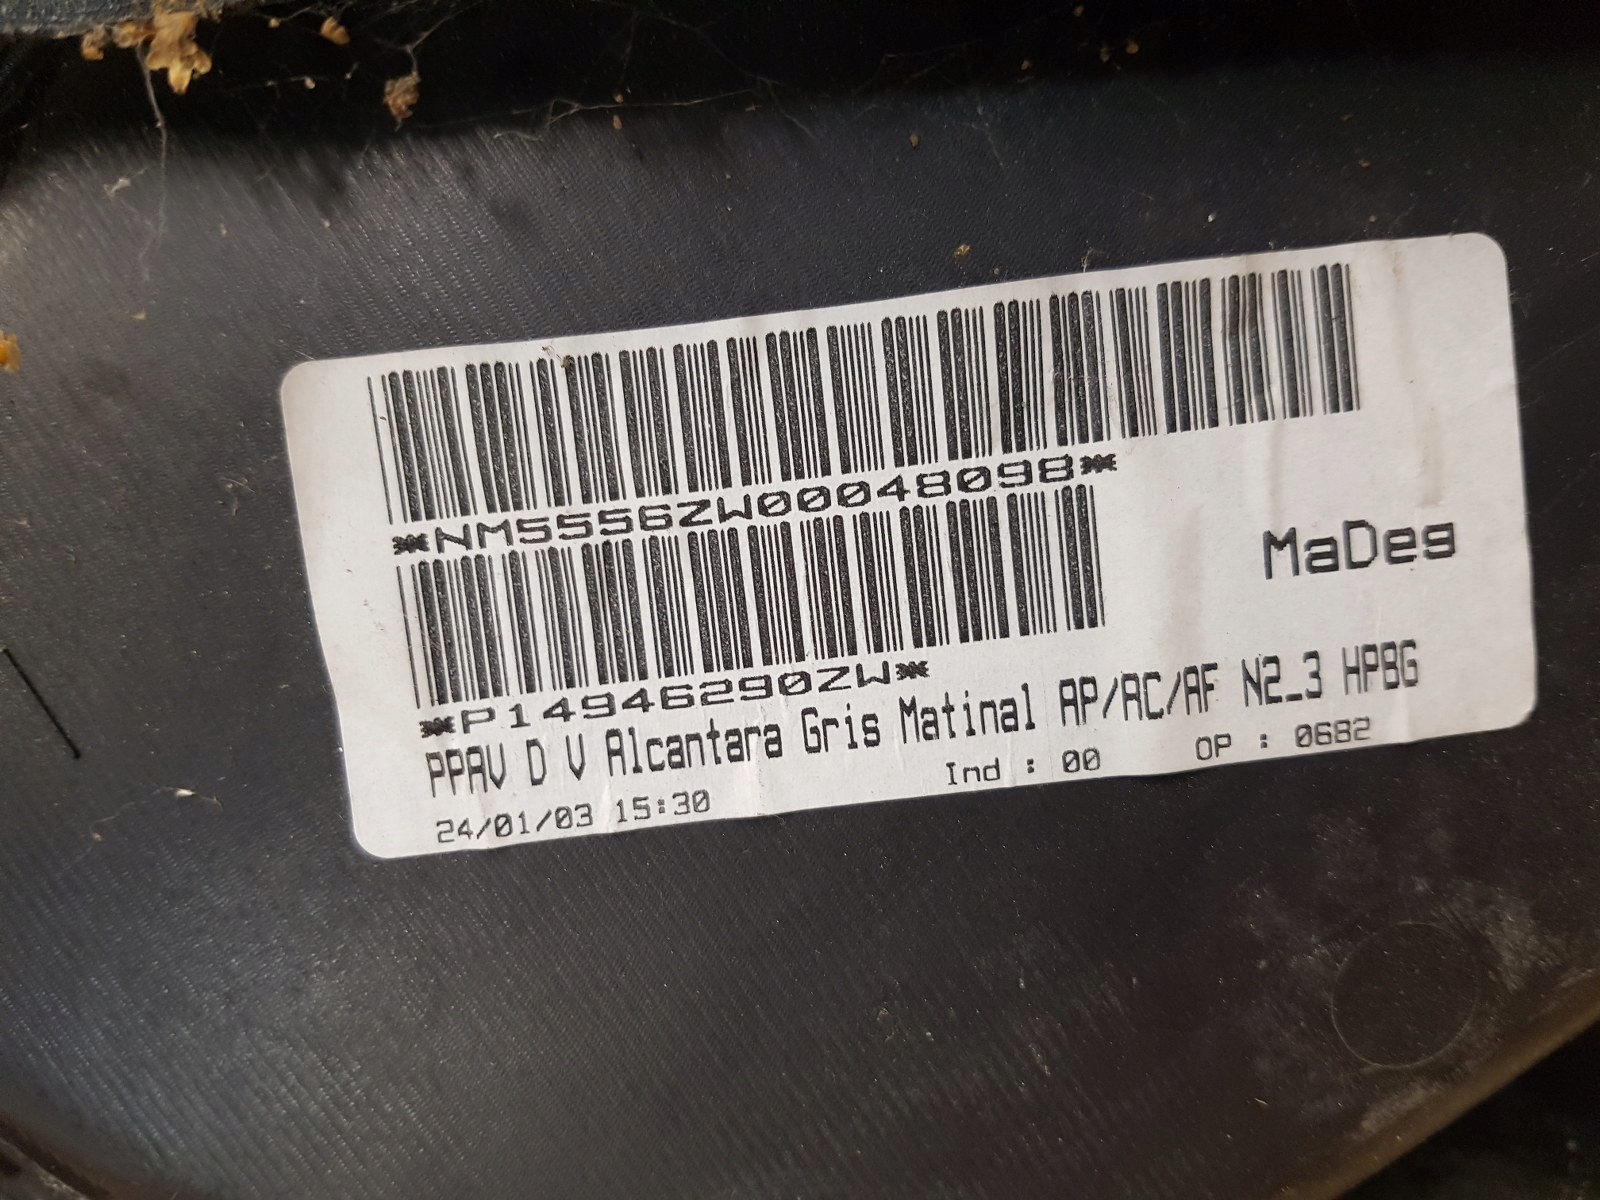 *NM5556ZW00048098*
MaDeg
*P14946290ZW*
PPAV D V Alcantara Gris Matinal AP/AC/AF N2_3 HPBG
24/01/03 15:30 Ind : 00 OP : 0682